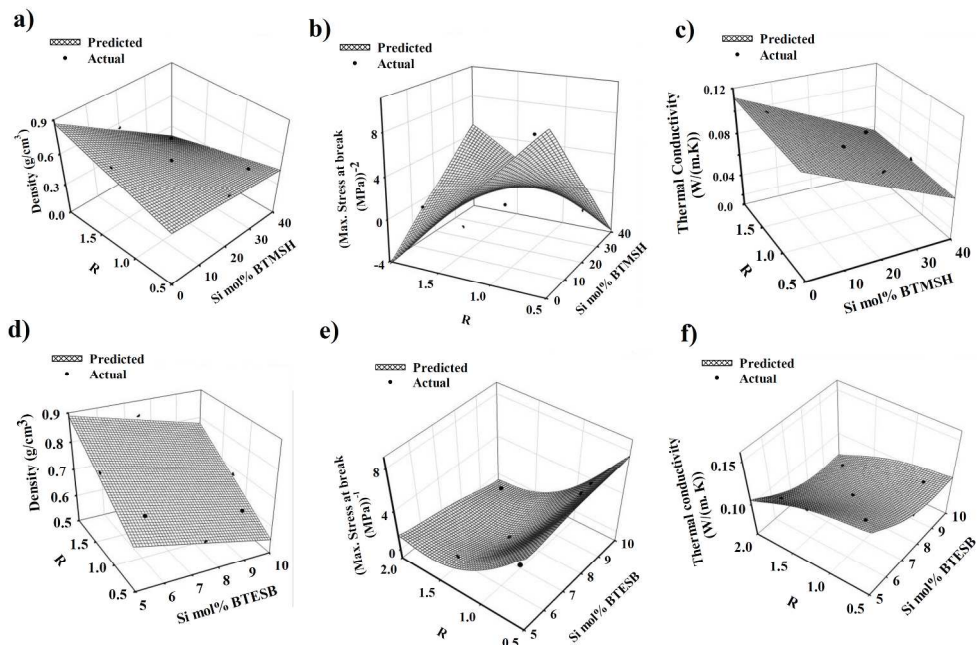 a)
Predicted
Actual
Density (g/cm³)
0.9
0.6
0.3
0.0
1.5
1.0
0.5
R
0
10
20
30
40
Si mol% BTMSH
b)
Predicted
Actual
(Max. Stress at break
(MPa))⁻²
8
4
0
-4
1.5
1.0
0.5
R
0
10
20
30
40
Si mol% BTMSH
c)
Predicted
Actual
Thermal Conductivity
(W/(m.K))
0.12
0.08
0.04
0.0
1.5
1.0
0.5
R
0
10
20
30
40
Si mol% BTMSH
d)
Predicted
Actual
Density (g/cm³)
0.9
0.8
0.7
0.6
0.5
1.5
1.0
0.5
R
5
6
7
8
9
10
Si mol% BTESB
e)
Predicted
Actual
(Max. Stress at break
(MPa))⁻¹
8
4
0
2.0
1.5
1.0
0.5
R
5
6
7
8
9
10
Si mol% BTESB
f)
Predicted
Actual
Thermal conductivity
(W/(m. K))
0.15
0.10
2.0
1.5
1.0
0.5
R
5
6
7
8
9
10
Si mol% BTESB